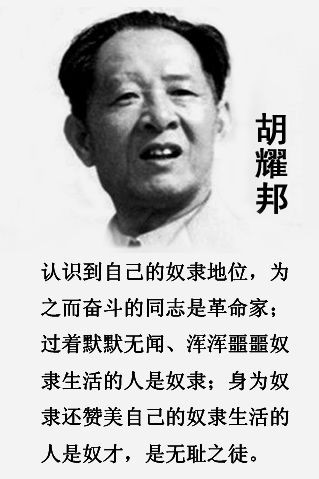 胡耀邦
认识到自己的奴隶地位，为
之而奋斗的同志是革命家；
过着默默无闻、浑浑噩噩奴
隶生活的人是奴隶；身为奴
隶还赞美自己的奴隶生活的
人是奴才，是无耻之徒。